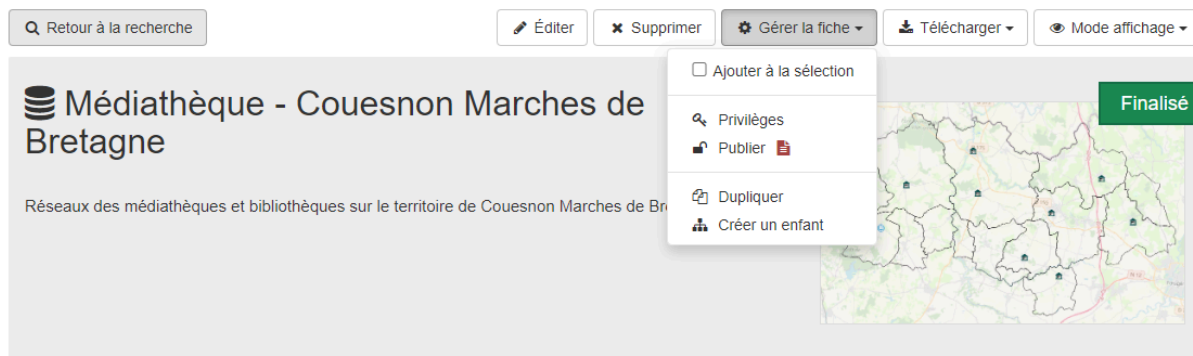 Retour à la recherche
Éditer
Supprimer
Gérer la fiche
Télécharger
Mode affichage
Ajouter à la sélection
Privilèges
Publier
Dupliquer
Créer un enfant
Médiathèque - Couesnon Marches de
Bretagne
Finalisé
Réseaux des médiathèques et bibliothèques sur le territoire de Couesnon Marches de